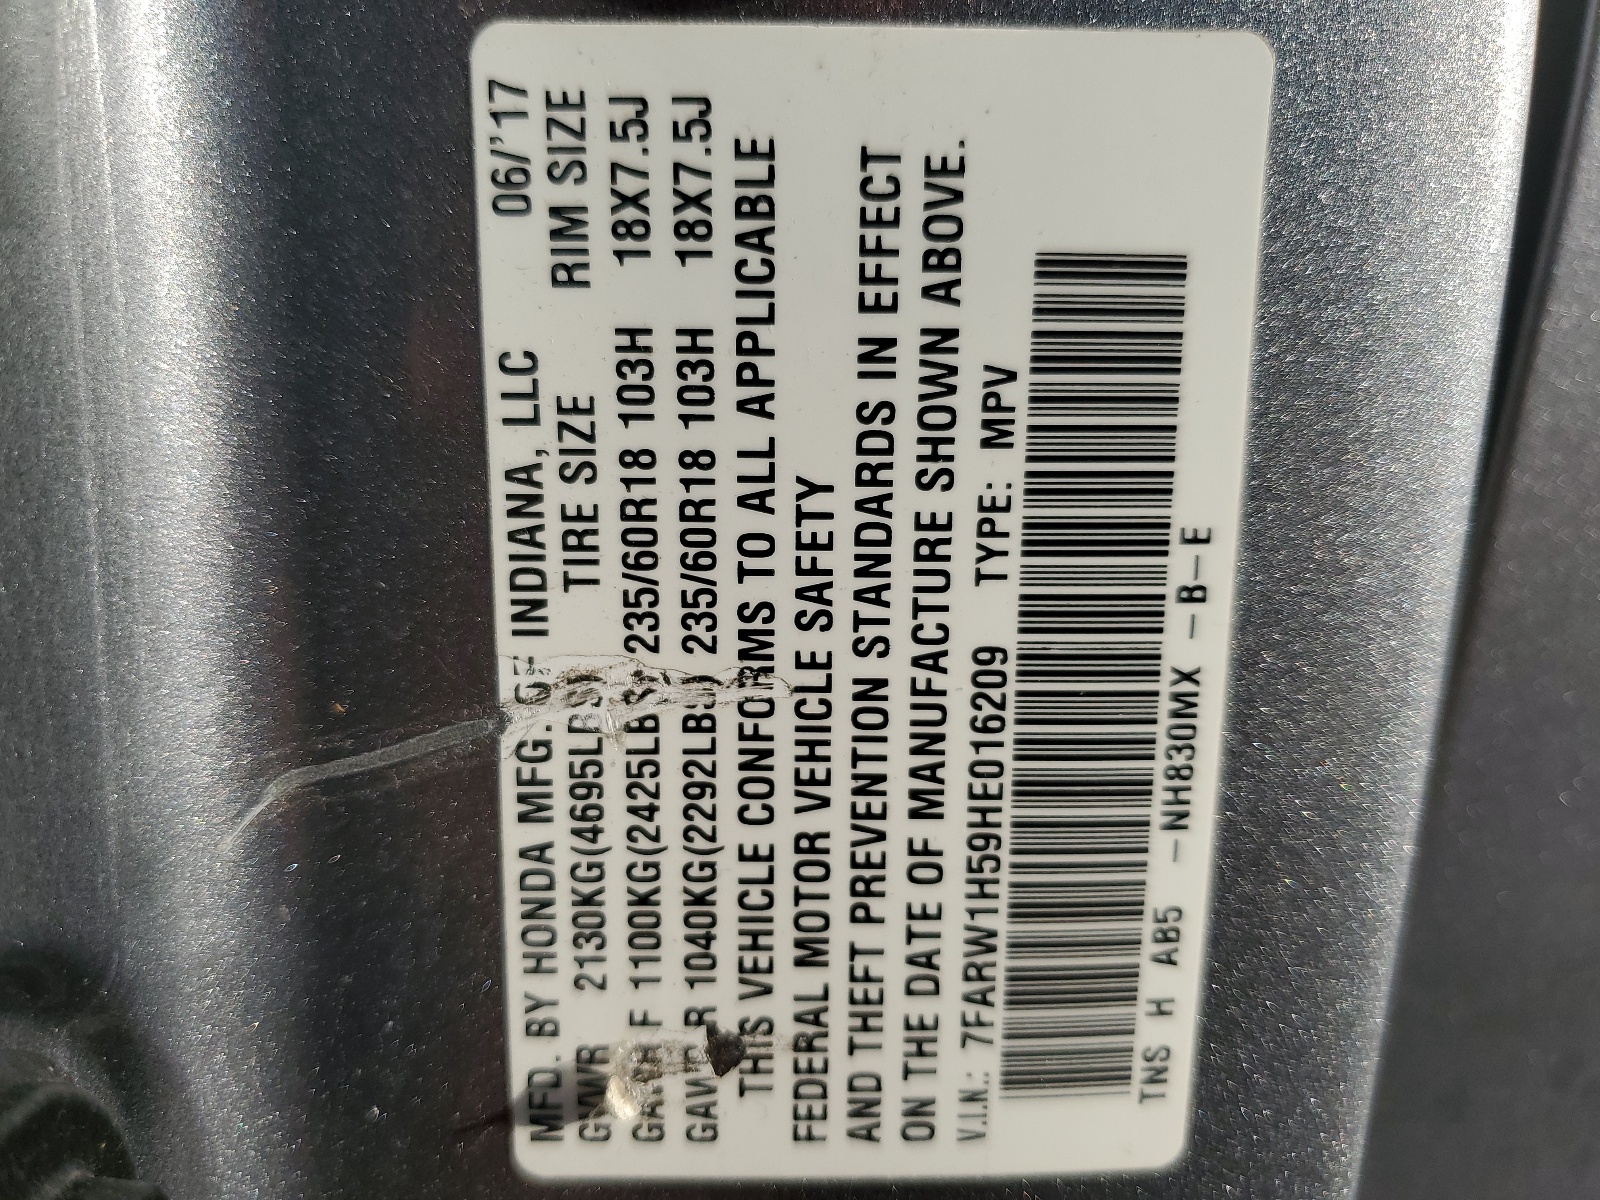 MFD. BY HONDA MFG. OF INDIANA, LLC 06/'17
GVWR 2130KG(4695LBS) TIRE SIZE RIM SIZE
GAWR F 1100KG(2425LBS) 235/60R18 103H 18X7.5J
GAWR R 1040KG(2292LBS) 235/60R18 103H 18X7.5J
THIS VEHICLE CONFORMS TO ALL APPLICABLE
FEDERAL MOTOR VEHICLE SAFETY
AND THEFT PREVENTION STANDARDS IN EFFECT
ON THE DATE OF MANUFACTURE SHOWN ABOVE.
V.I.N.: 7FARW1H59HE016209 TYPE: MPV
TNS H AB5 -NH830MX -B-E